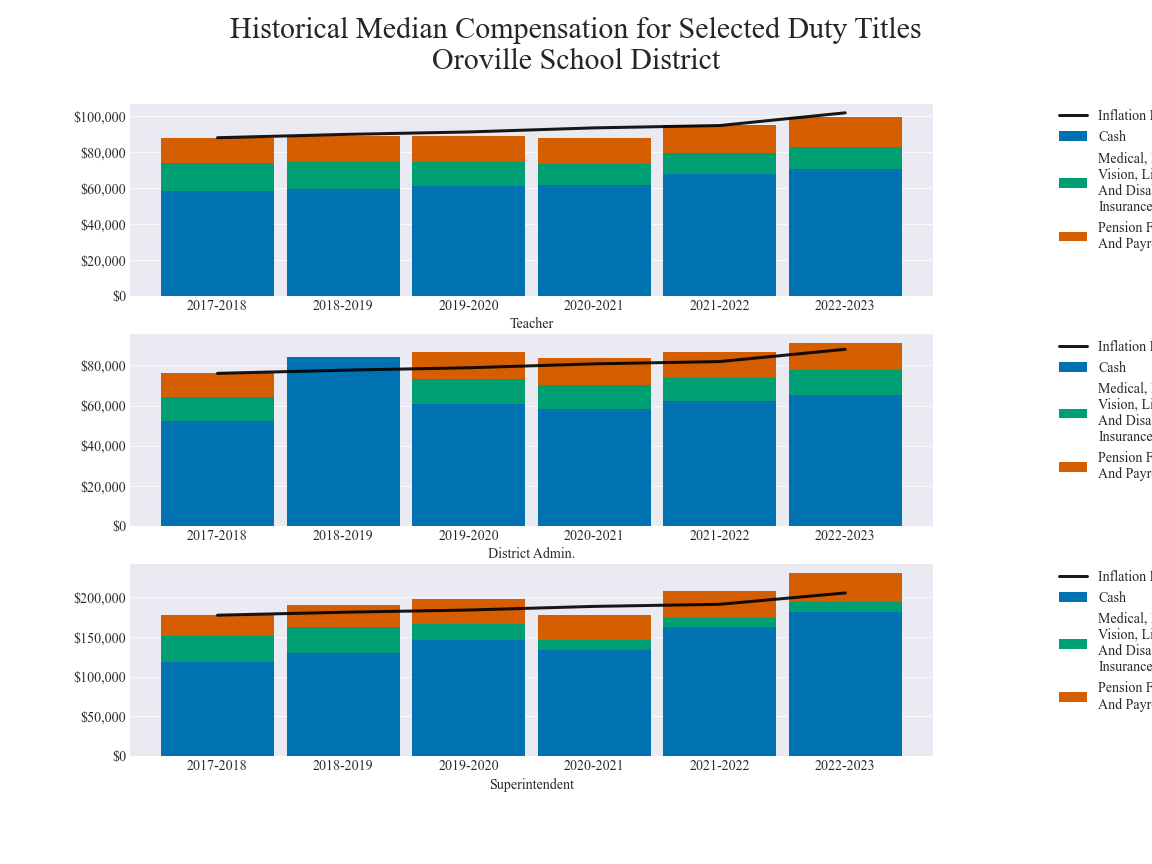 Historical Median Compensation for Selected Duty Titles
Oroville School District
$100,000
$80,000
$60,000
$40,000
$20,000
$0
2017-2018 2018-2019 2019-2020 2020-2021 2021-2022 2022-2023
Teacher
Inflation
Cash
Medical,
Vision,
And
Insurance
Pension
And
$80,000
$60,000
$40,000
$20,000
$0
2017-2018 2018-2019 2019-2020 2020-2021 2021-2022 2022-2023
District Admin.
Inflation
Cash
Medical,
Vision,
And
Insurance
Pension
And
$200,000
$150,000
$100,000
$50,000
$0
2017-2018 2018-2019 2019-2020 2020-2021 2021-2022 2022-2023
Superintendent
Inflation
Cash
Medical,
Vision,
And
Insurance
Pension
And